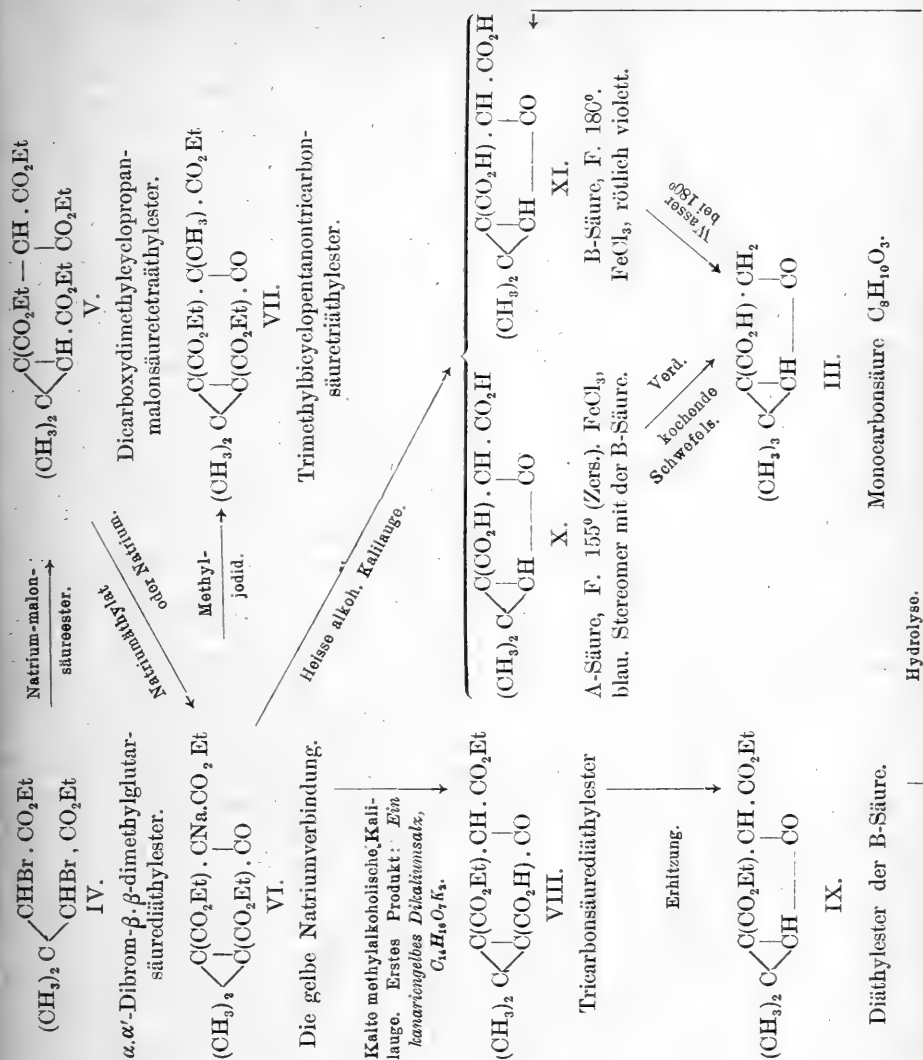 (CH₃)₂ C CHBr . CO₂Et
CHBr , CO₂Et
IV.
α.α'-Dibrom-β.β-dimethylglutar-
säurediäthylester.
Natrium-malon-
säureester.
(CH₃)₂ C C(CO₂Et — CH . CO₂Et
CH . CO₂Et CO₂Et
V.
Dicarboxydimethylcyclopropan-
malonsäuretetraäthylester.
Natriumäthylat
oder Natrium.
(CH₃)₂ C(CO₂Et) . CNa.CO₂ Et
C(CO₂Et) . CO
VI.
Die gelbe Natriumverbindung.
Methyl-
jodid.
(CH₃)₂ C C(CO₂Et) . C(CH₃) . CO₂Et
C(CO₂Et) . CO
VII.
Trimethylbicyclopentanontricarbon-
säuretriäthylester.
Kalte methylalkoholische Kali-
lauge. Erstes Produkt: Ein
kanariengelbes Dikaliumsalz,
C₁₄H₁₆O₇K₂.
Heisse alkoh. Kalilauge.
(CH₃)₂ C C(CO₂Et) . CH . CO₂Et
C(CO₂H) . CO
VIII.
Tricarbonsäurediäthylester
(CH₃)₂ C C(CO₂H) . CH . CO₂H
CH — CO
X.
A-Säure, F. 155° (Zers.). FeCl₃,
blau. Stereomer mit der B-Säure.
(CH₃)₂ C C(CO₂H) . CH . CO₂H
CH — CO
XI.
B-Säure, F. 180°.
FeCl₃, rötlich violett.
Erhitzung.
Verd.
kochende
Schwefels.
Wasser
bei 180°
(CH₃)₂ C C(CO₂Et) . CH . CO₂Et
CH — CO
IX.
Diäthylester der B-Säure.
(CH₃)₃ C C(CO₂H) · CH₂
CH — CO
III.
Monocarbonsäure C₈H₁₀O₃.
Hydrolyse.